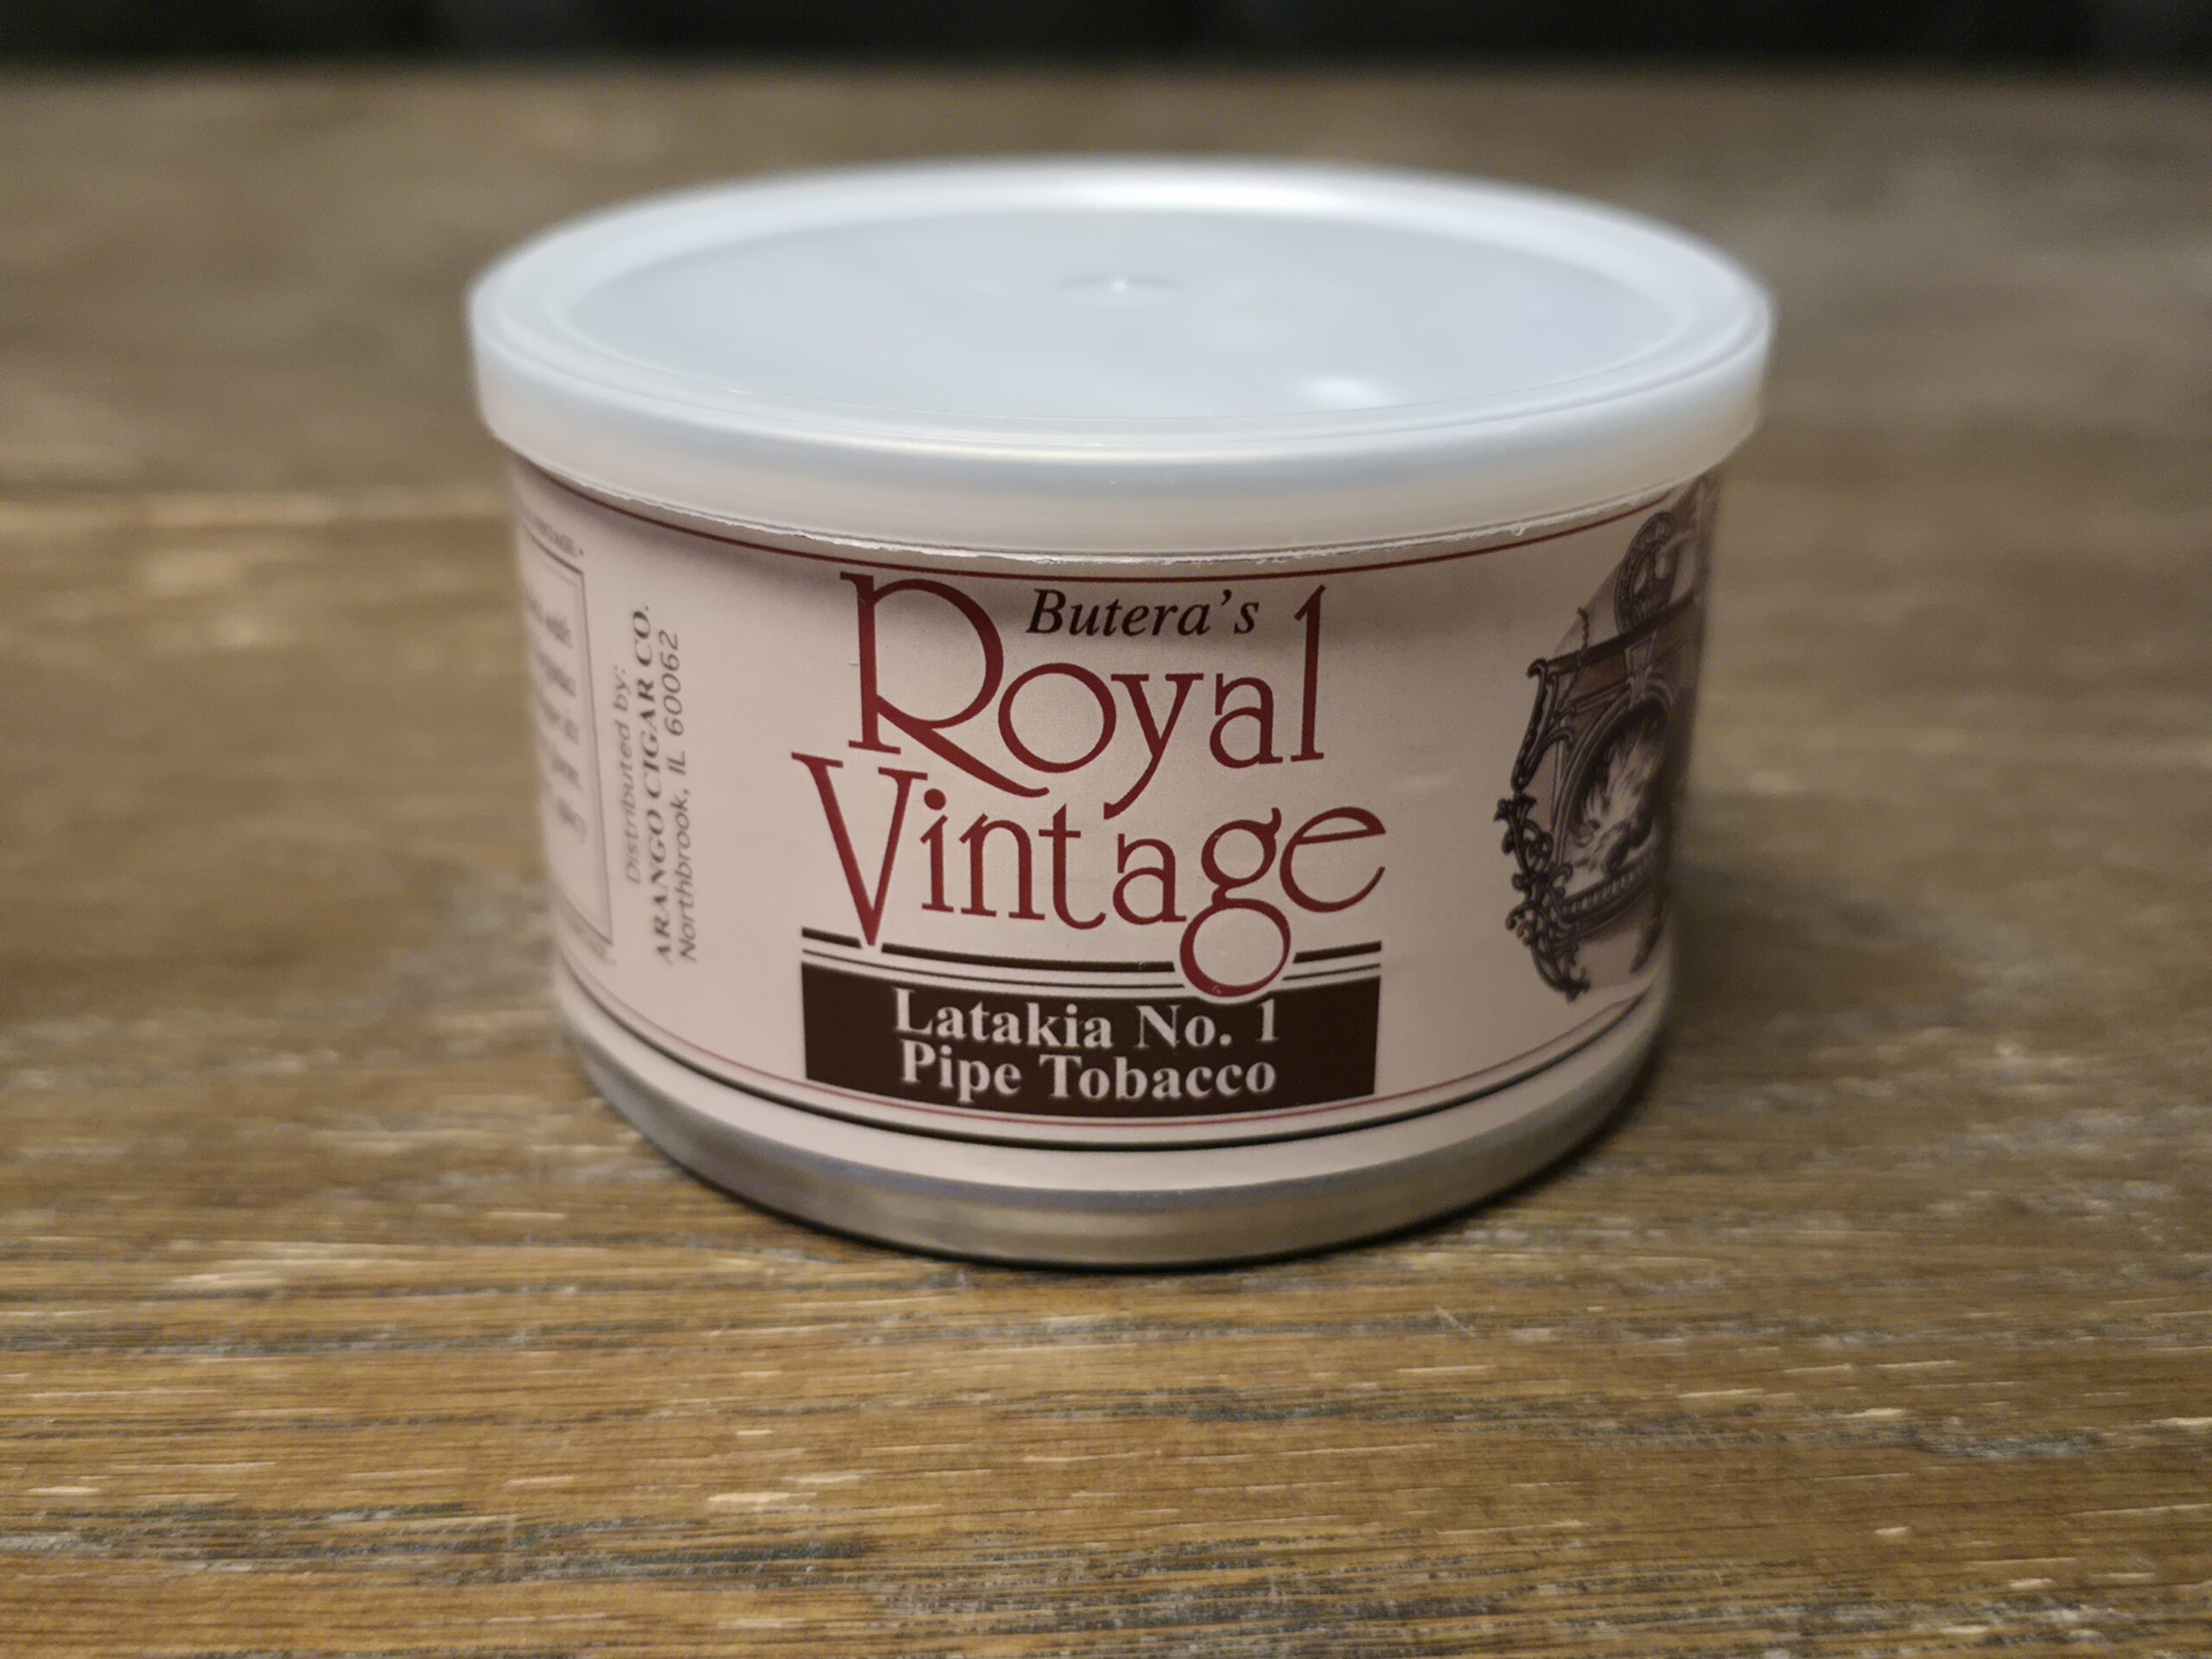 Butera's
Royal
Vintage
Latakia No. 1
Pipe Tobacco
Distributed by:
ARANGO CIGAR CO.
Northbrook, IL 60062